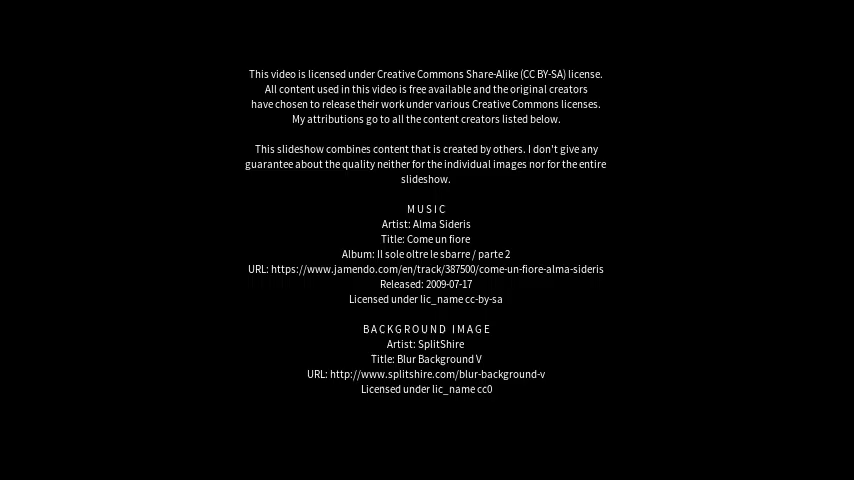 This video is licensed under Creative Commons Share-Alike (CC BY-SA) license.
All content used in this video is free available and the original creators
have chosen to release their work under various Creative Commons licenses.
My attributions go to all the content creators listed below.
This slideshow combines content that is created by others. I don't give any
guarantee about the quality neither for the individual images nor for the entire
slideshow.
MUSIC
Artist: Alma Sideris
Title: Come un fiore
Album: Il sole oltre le sbarre / parte 2
URL: https://www.jamendo.com/en/track/387500/come-un-fiore-alma-sideris
Released: 2009-07-17
Licensed under lic_name cc-by-sa
BACKGROUND IMAGE
Artist: SplitShire
Title: Blur Background V
URL: http://www.splitshire.com/blur-background-v
Licensed under lic_name cc0